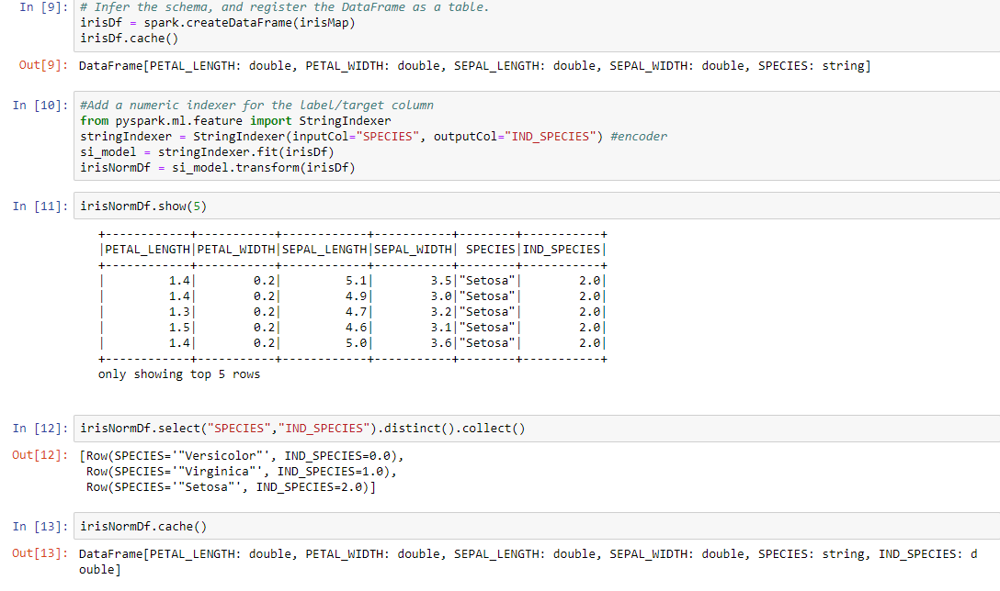 In [9]: # Infer the schema, and register the DataFrame as a table.
irisDf = spark.createDataFrame(irisMap)
irisDf.cache()
Out[9]: DataFrame[PETAL_LENGTH: double, PETAL_WIDTH: double, SEPAL_LENGTH: double, SEPAL_WIDTH: double, SPECIES: string]
In [10]: #Add a numeric indexer for the label/target column
from pyspark.ml.feature import StringIndexer
stringIndexer = StringIndexer(inputCol="SPECIES", outputCol="IND_SPECIES") #encoder
si_model = stringIndexer.fit(irisDf)
irisNormDf = si_model.transform(irisDf)
In [11]: irisNormDf.show(5)
+------------+-----------+------------+-----------+--------+-----------+
|PETAL_LENGTH|PETAL_WIDTH|SEPAL_LENGTH|SEPAL_WIDTH| SPECIES|IND_SPECIES|
+------------+-----------+------------+-----------+--------+-----------+
|         1.4|        0.2|         5.1|        3.5|"Setosa"|        2.0|
|         1.4|        0.2|         4.9|        3.0|"Setosa"|        2.0|
|         1.3|        0.2|         4.7|        3.2|"Setosa"|        2.0|
|         1.5|        0.2|         4.6|        3.1|"Setosa"|        2.0|
|         1.4|        0.2|         5.0|        3.6|"Setosa"|        2.0|
+------------+-----------+------------+-----------+--------+-----------+
only showing top 5 rows
In [12]: irisNormDf.select("SPECIES","IND_SPECIES").distinct().collect()
Out[12]: [Row(SPECIES='"Versicolor"', IND_SPECIES=0.0),
Row(SPECIES='"Virginica"', IND_SPECIES=1.0),
Row(SPECIES='"Setosa"', IND_SPECIES=2.0)]
In [13]: irisNormDf.cache()
Out[13]: DataFrame[PETAL_LENGTH: double, PETAL_WIDTH: double, SEPAL_LENGTH: double, SEPAL_WIDTH: double, SPECIES: string, IND_SPECIES: d
ouble]